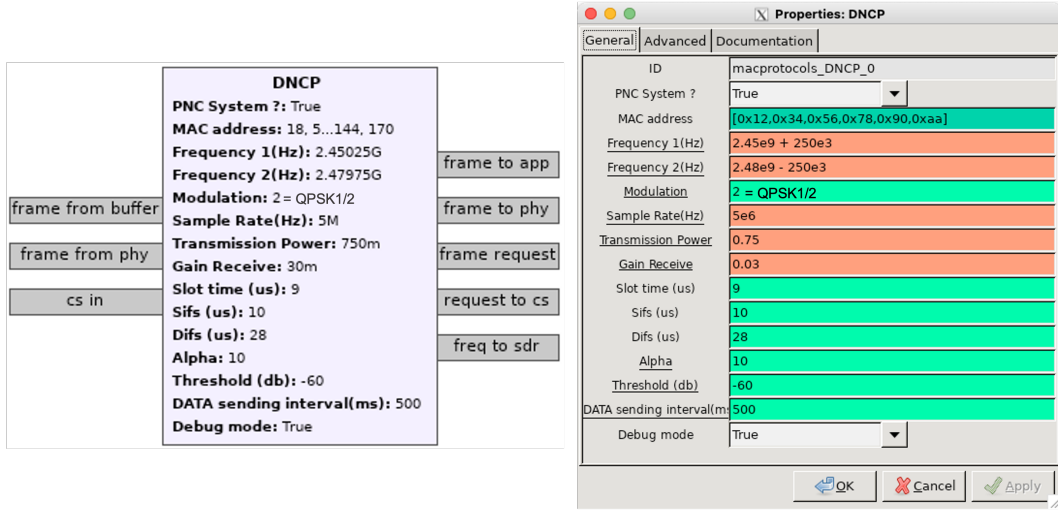 DNCP
PNC System ?: True
MAC address: 18, 5...144, 170
Frequency 1(Hz): 2.45025G
Frequency 2(Hz): 2.47975G
Modulation: 2 = QPSK1/2
Sample Rate(Hz): 5M
Transmission Power: 750m
Gain Receive: 30m
Slot time (us): 9
Sifs (us): 10
Difs (us): 28
Alpha: 10
Threshold (db): -60
DATA sending interval(ms): 500
Debug mode: True
frame from buffer
frame from phy
cs in
frame to app
frame to phy
frame request
request to cs
freq to sdr
Properties: DNCP
General Advanced Documentation
ID macprotocols_DNCP_0
PNC System ? True
MAC address [0x12,0x34,0x56,0x78,0x90,0xaa]
Frequency 1(Hz) 2.45e9 + 250e3
Frequency 2(Hz) 2.48e9 - 250e3
Modulation 2 = QPSK1/2
Sample Rate(Hz) 5e6
Transmission Power 0.75
Gain Receive 0.03
Slot time (us) 9
Sifs (us) 10
Difs (us) 28
Alpha 10
Threshold (db) -60
DATA sending interval(ms 500
Debug mode True
OK Cancel Apply